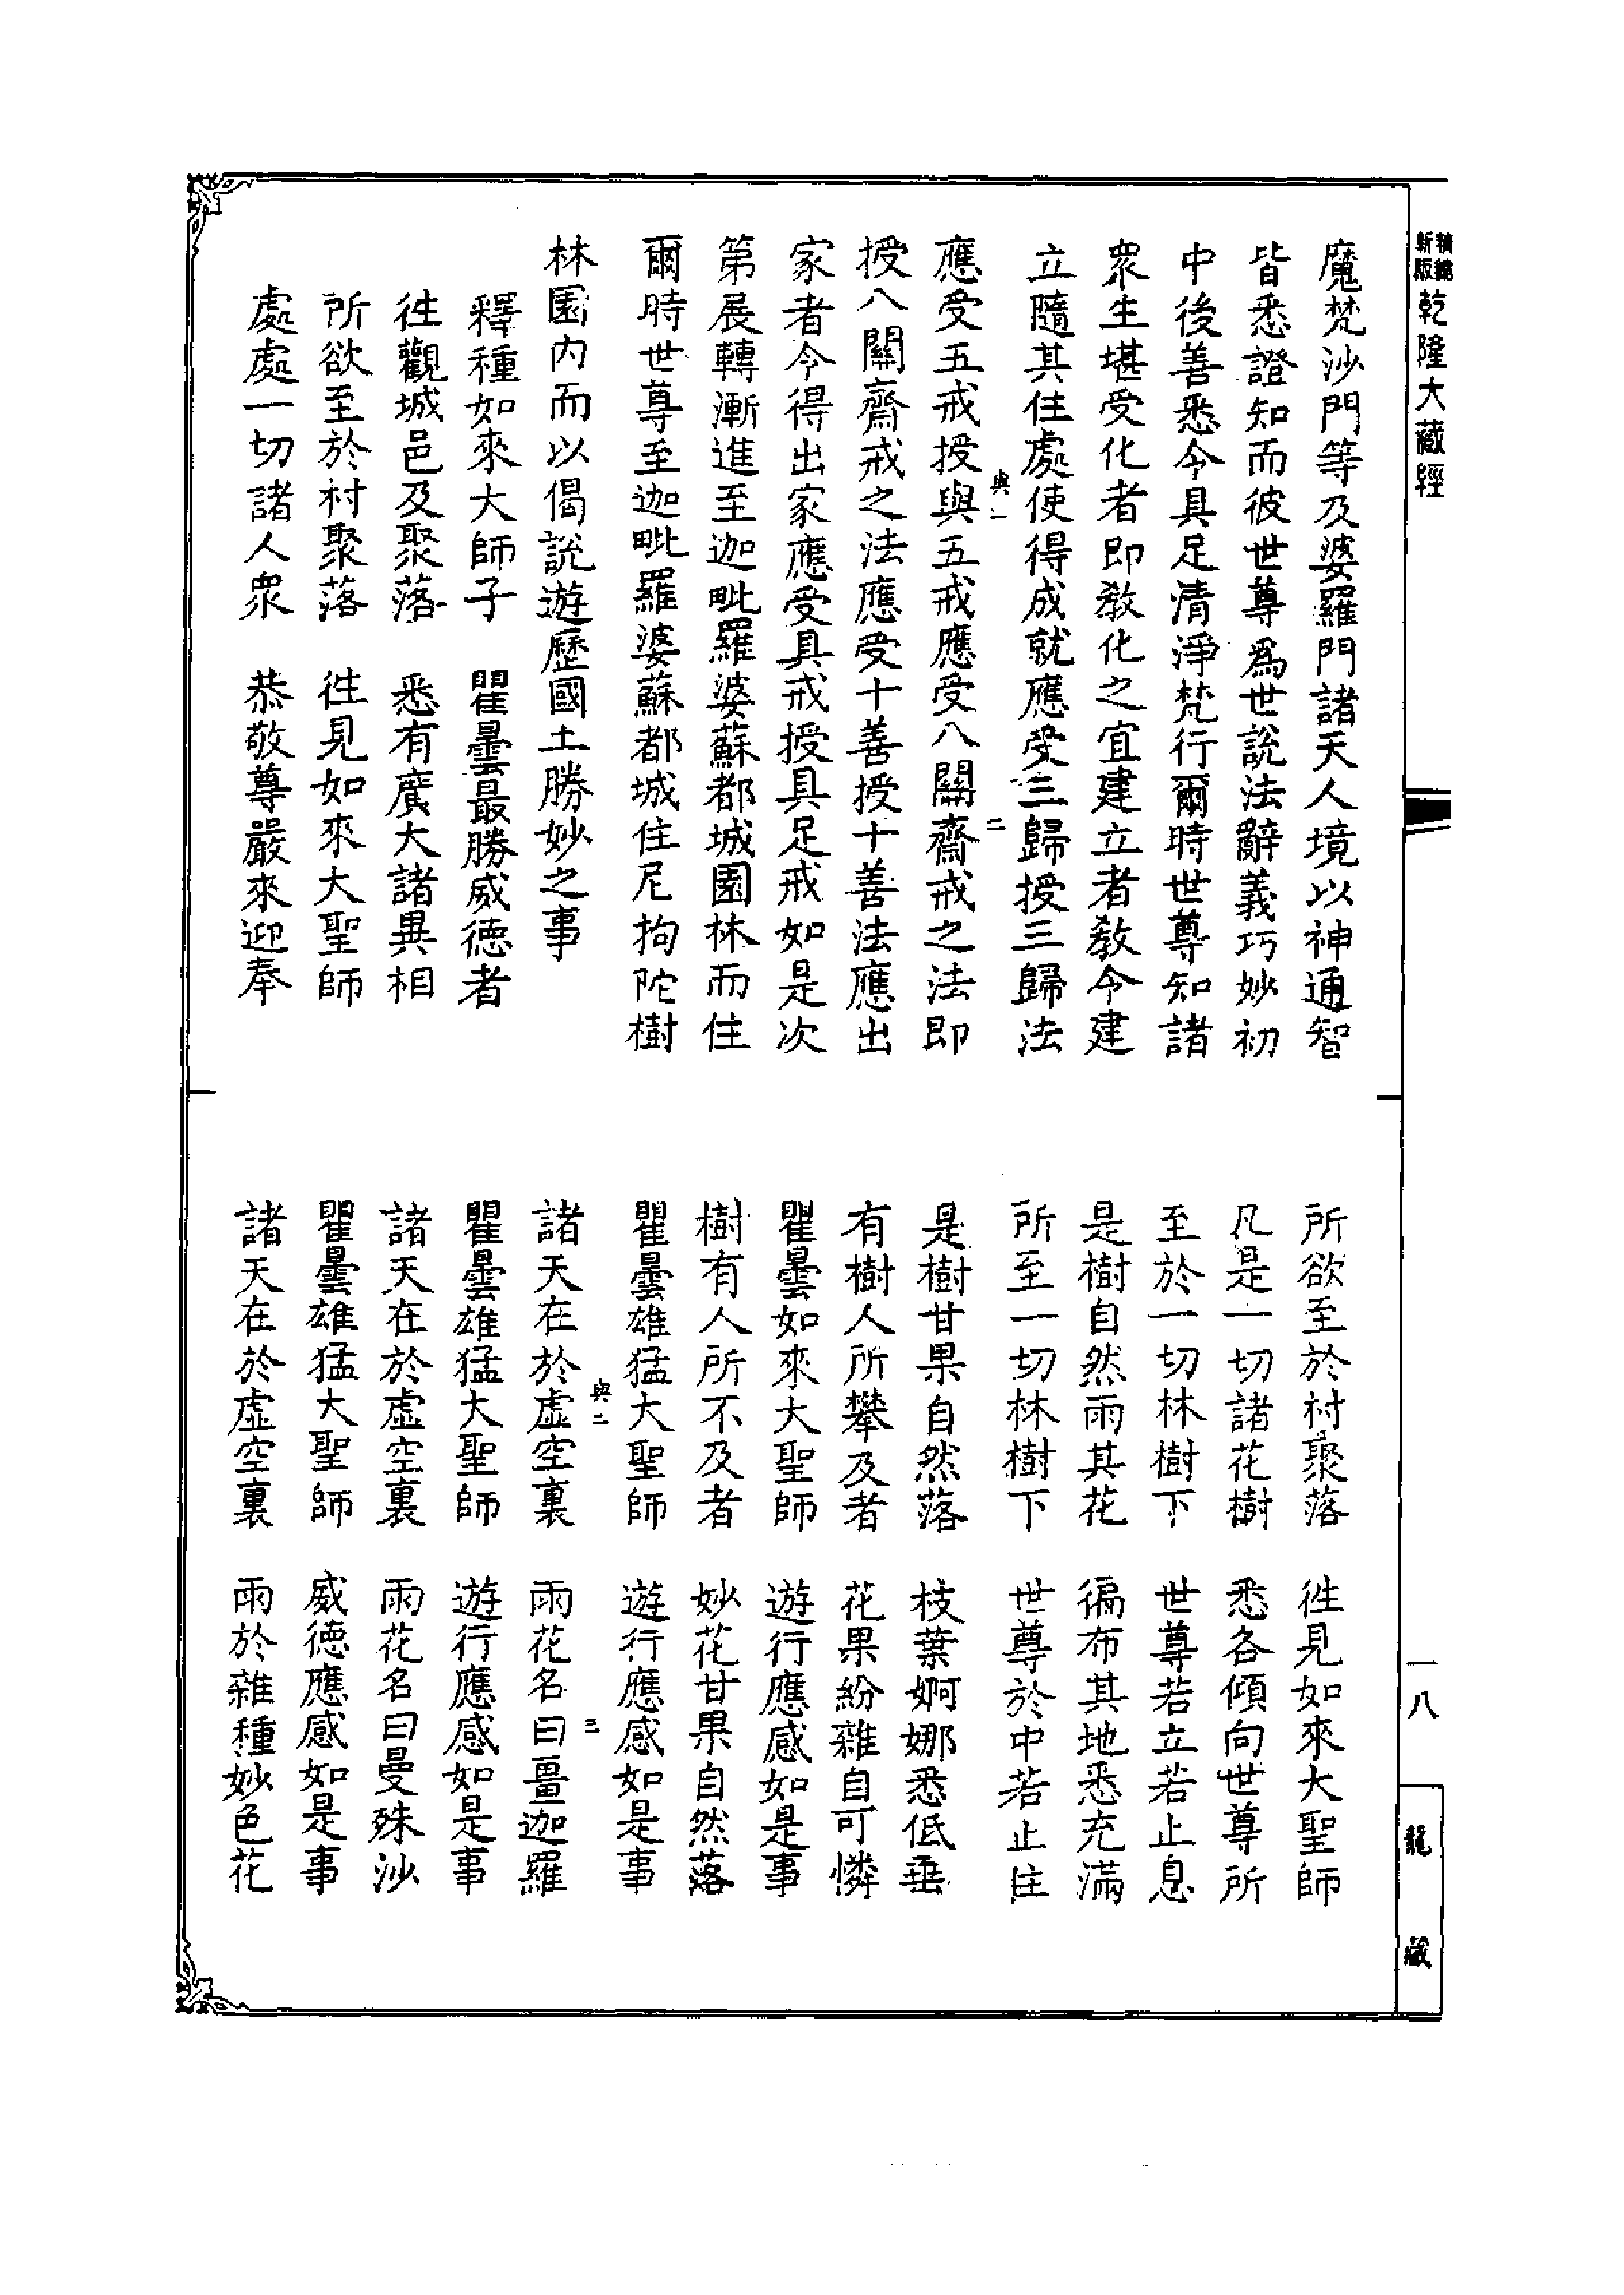 新版精縮乾隆大藏經
魔梵沙門等及婆羅門諸天人境以神通智
皆悉證知而彼世尊為世說法辭義巧妙初
中後善悉令具足清淨梵行爾時世尊知諸
衆生堪受化者即教化之宜建立者教令建
立隨其住處使得成就應受三歸授三歸法
應受五戒授與五戒應受八關齋戒之法即
與一
二
授八關齋戒之法應受十善授十善法應出
家者令得出家應受具戒授具足戒如是次
第展轉漸進至迦毗羅婆蘇都城園林而住
爾時世尊至迦毗羅婆蘇都城住尼拘陀樹
林園内而以偈說遊歷國土勝妙之事
釋種如來大師子　瞿曇最勝威德者
往觀城邑及聚落　悉有廣大諸異相
所欲至於村聚落　往見如來大聖師
處處一切諸人衆　恭敬尊嚴來迎奉
所欲至於村聚落　往見如來大聖師
凡是一切諸花樹　悉各傾向世尊所
至於一切林樹下　世尊若立若止息
是樹自然雨其花　徧布其地悉充滿
所至一切林樹下　世尊於中若止住
是樹甘果自然落　枝葉婀娜悉低垂
有樹人所攀及者　花果紛雜自可憐
瞿曇如來大聖師　遊行應感如是事
樹有人所不及者　妙花甘果自然落
瞿曇雄猛大聖師　遊行應感如是事
與二
三
諸天在於虛空裏　雨花名曰畺迦羅
瞿曇雄猛大聖師　遊行應感如是事
諸天在於虛空裏　雨花名曰曼殊沙
瞿曇雄猛大聖師　威德應感如是事
諸天在於虛空裏　雨於雜種妙色花
一八
龍藏